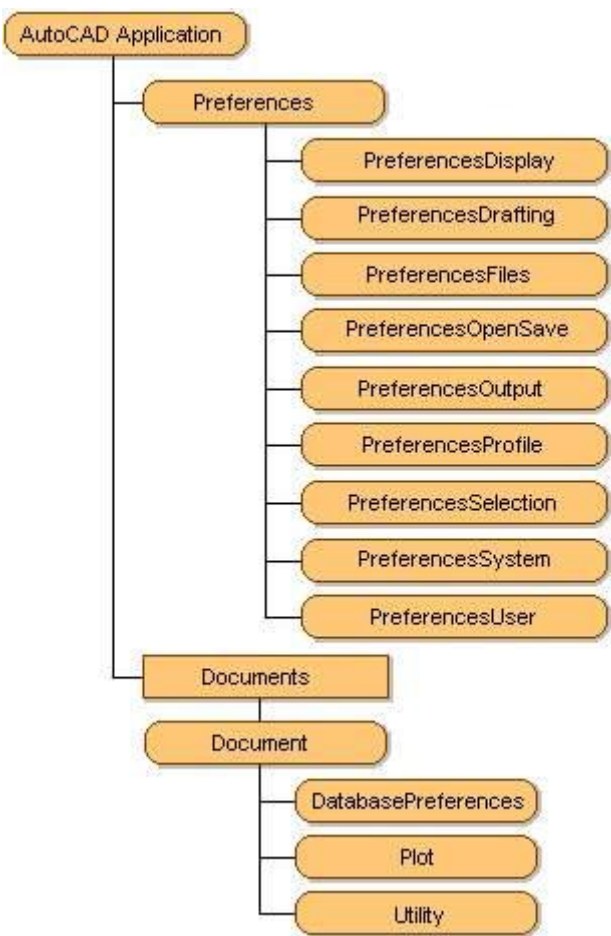 AutoCAD Application
Preferences
PreferencesDisplay
PreferencesDrafting
PreferencesFiles
PreferencesOpenSave
PreferencesOutput
PreferencesProfile
PreferencesSelection
PreferencesSystem
PreferencesUser
Documents
Document
DatabasePreferences
Plot
Utility